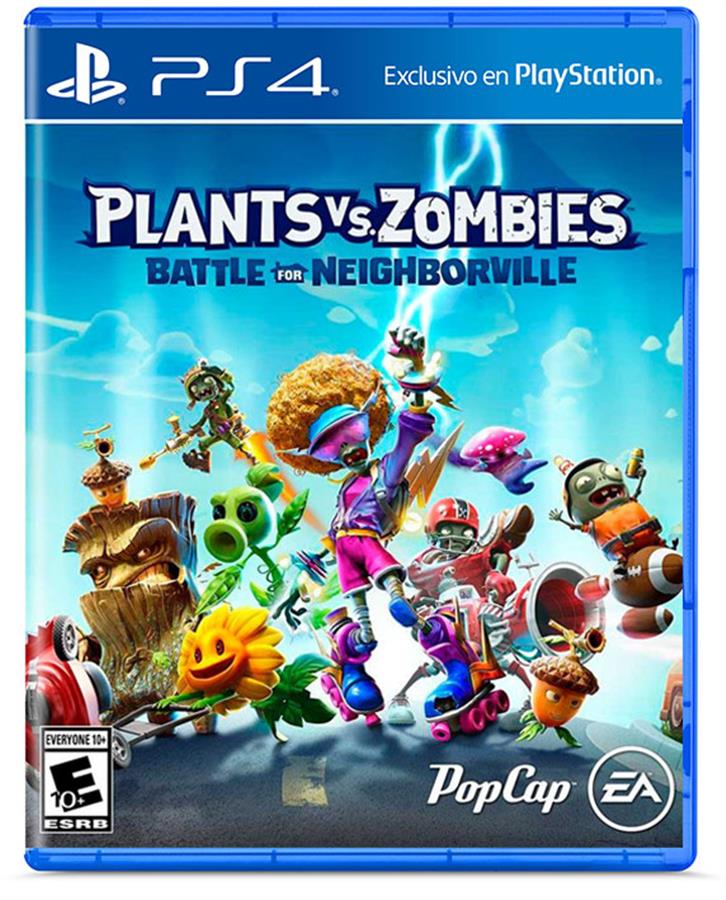 PS4
Exclusivo en PlayStation
PLANTS VS. ZOMBIES
BATTLE FOR NEIGHBORVILLE
EVERYONE 10+
E
10+
ESRB
PopCap
EA